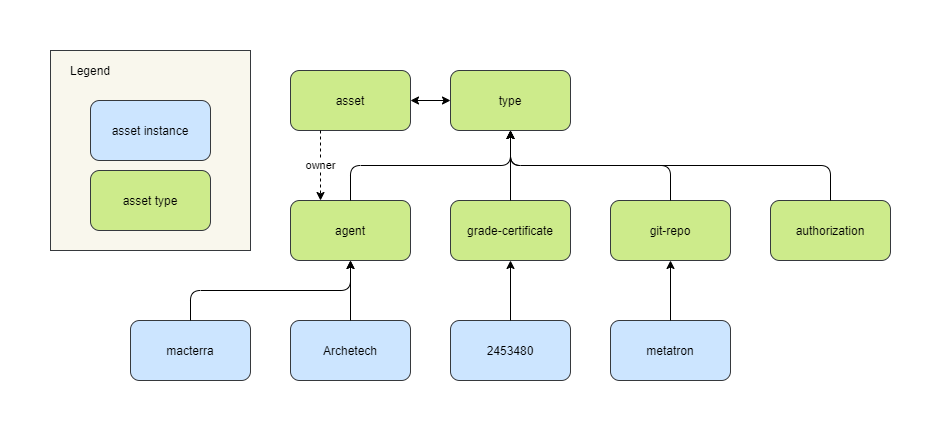 Legend
asset instance
asset type
asset
type
owner
agent
grade-certificate
git-repo
authorization
macterra
Archetech
2453480
metatron